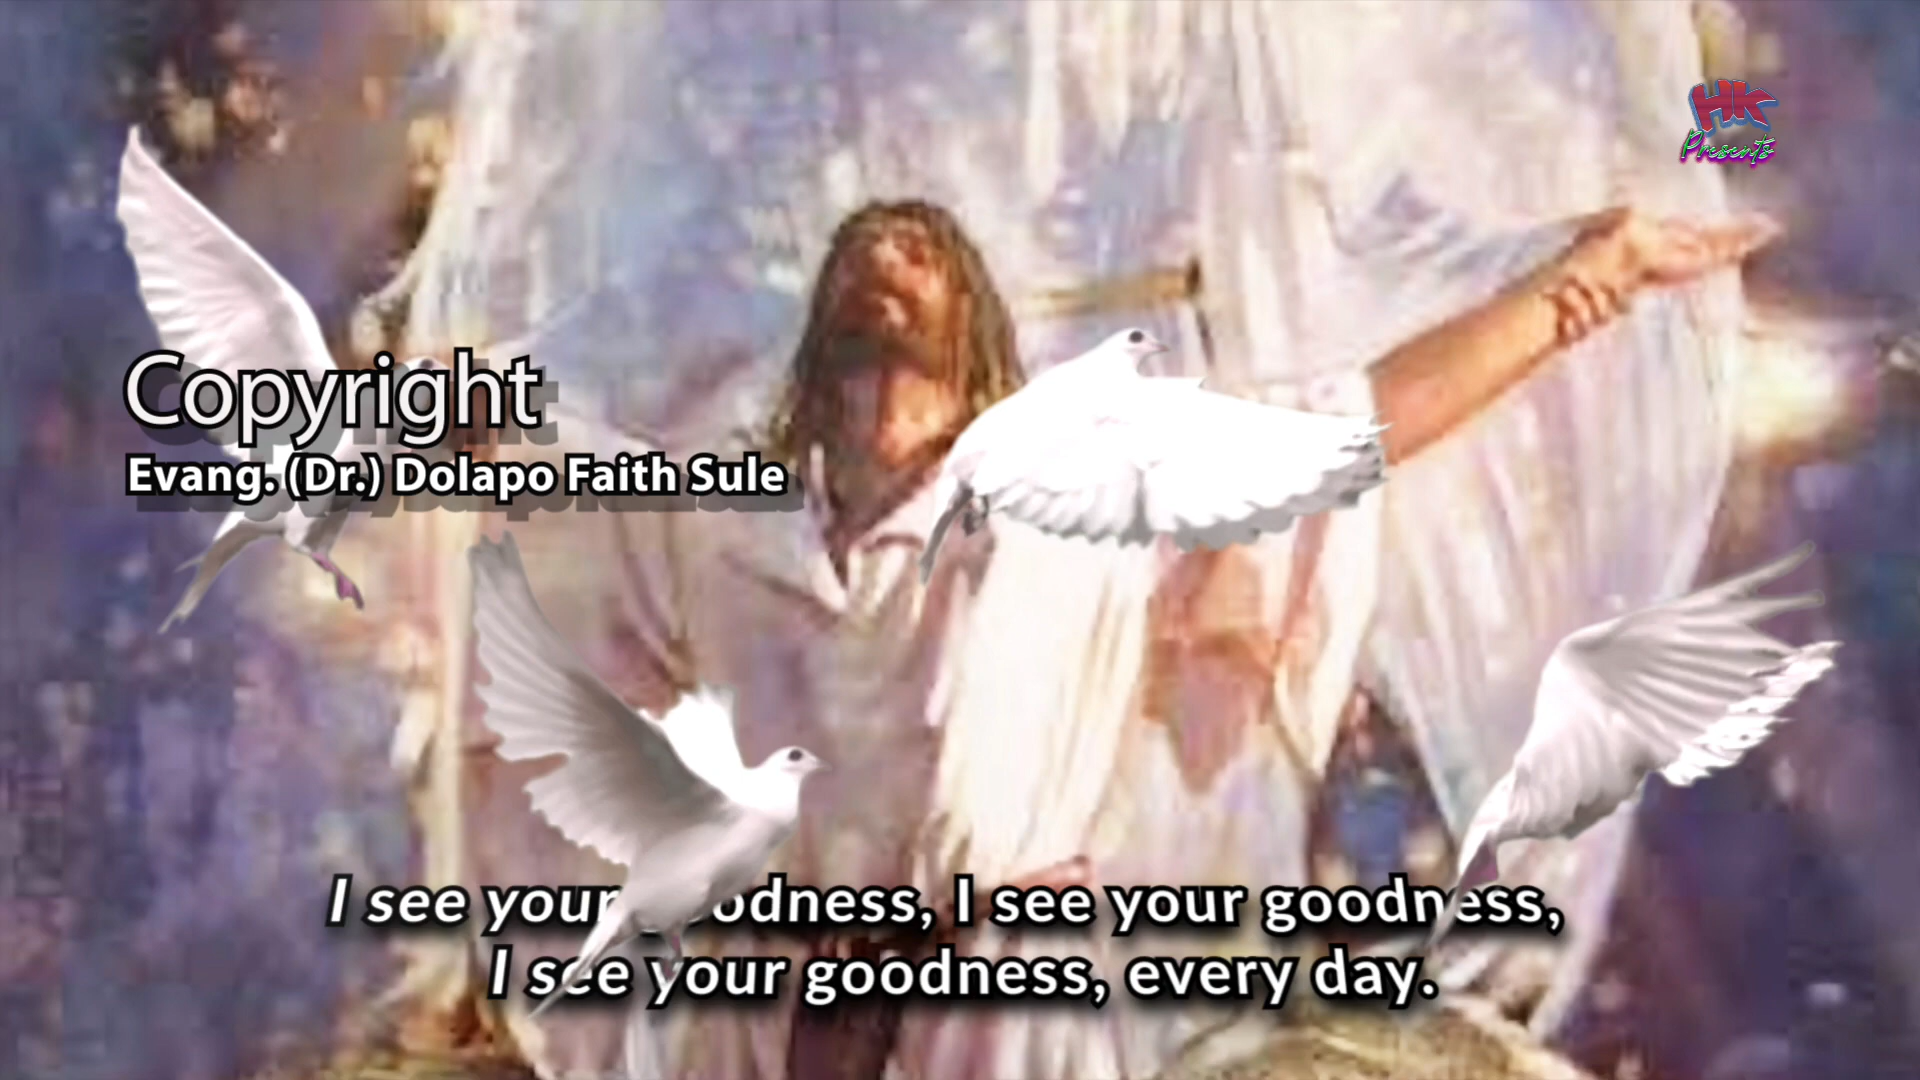 HK
Presents
Copyright
Evang. (Dr.) Dolapo Faith Sule
I see your goodness, I see your goodness,
I see your goodness, every day.